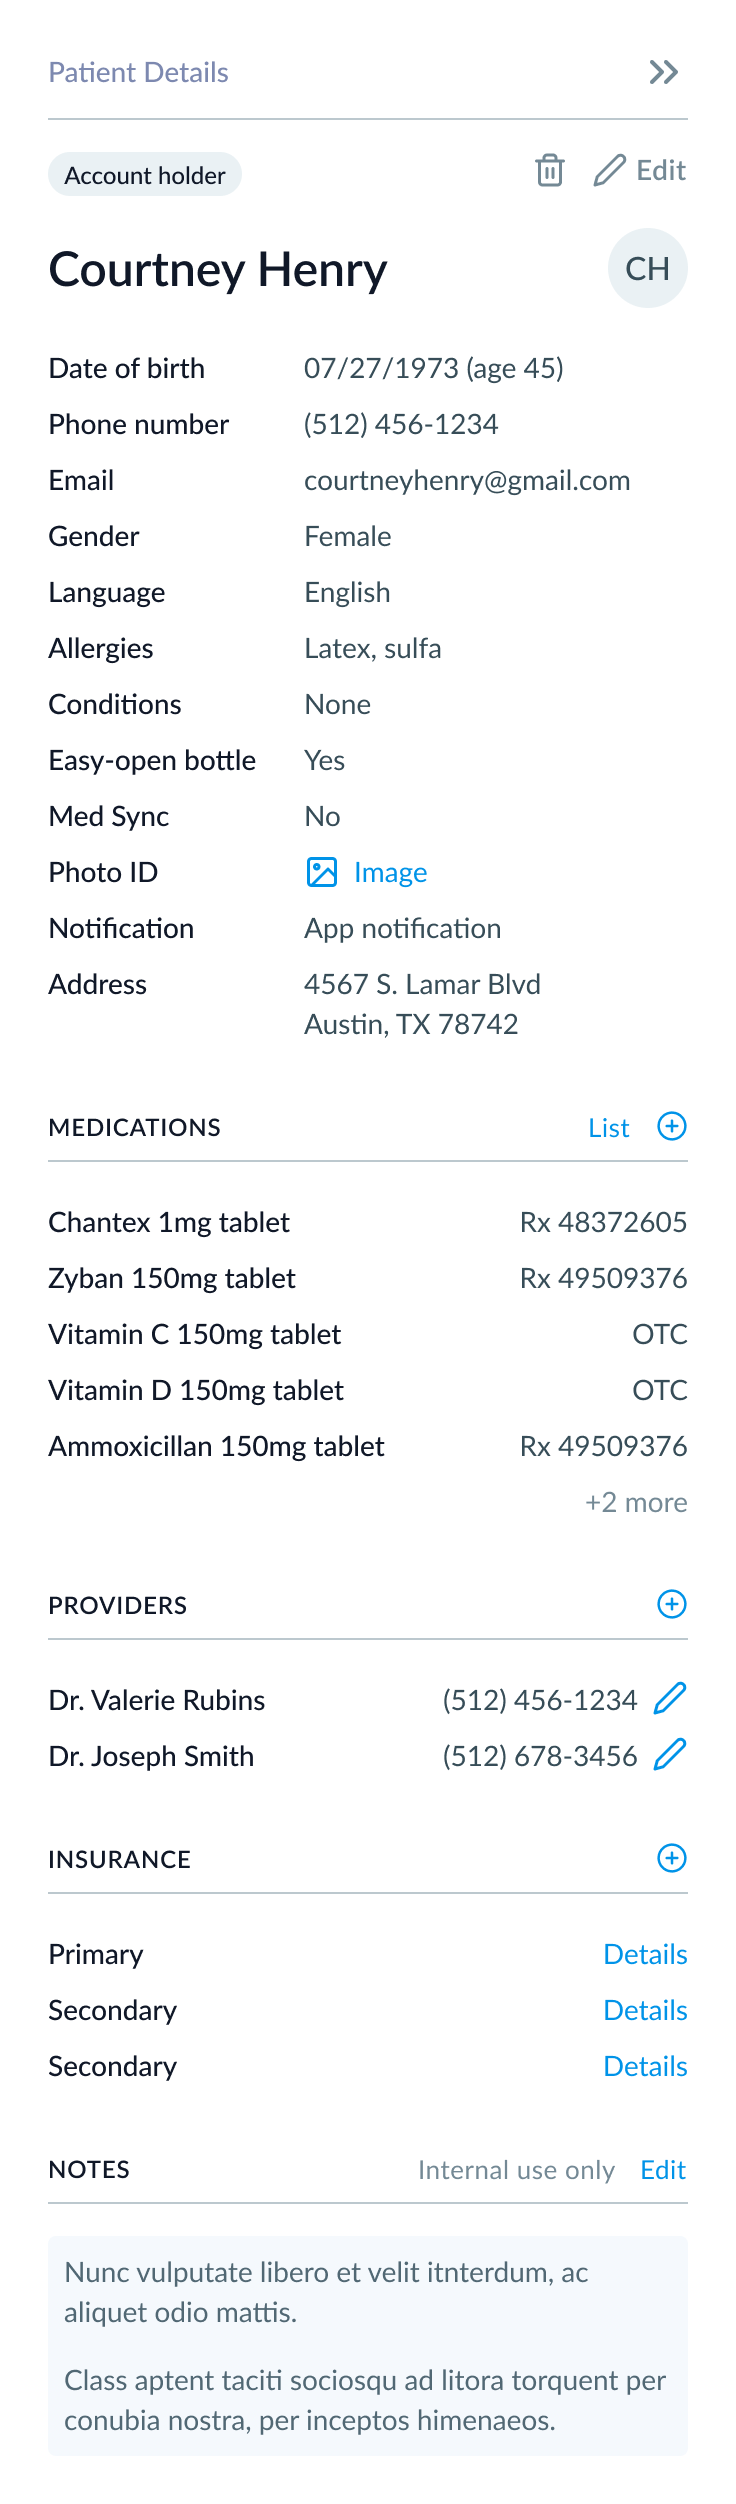 Patient Details
Account holder Edit
Courtney Henry CH
Date of birth 07/27/1973 (age 45)
Phone number (512) 456-1234
Email courtneyhenry@gmail.com
Gender Female
Language English
Allergies Latex, sulfa
Conditions None
Easy-open bottle Yes
Med Sync No
Photo ID Image
Notification App notification
Address 4567 S. Lamar Blvd
Austin, TX 78742
MEDICATIONS List
Chantex 1mg tablet Rx 48372605
Zyban 150mg tablet Rx 49509376
Vitamin C 150mg tablet OTC
Vitamin D 150mg tablet OTC
Ammoxicillan 150mg tablet Rx 49509376
+2 more
PROVIDERS
Dr. Valerie Rubins (512) 456-1234
Dr. Joseph Smith (512) 678-3456
INSURANCE
Primary Details
Secondary Details
Secondary Details
NOTES Internal use only Edit
Nunc vulputate libero et velit itnterdum, ac
aliquet odio mattis.
Class aptent taciti sociosqu ad litora torquent per
conubia nostra, per inceptos himenaeos.